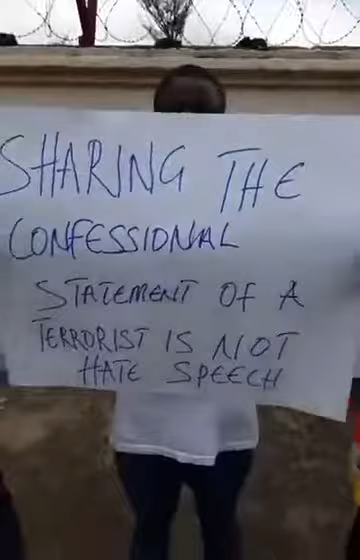 SHARING THE
CONFESSIONAL
STATEMENT OF A
TERRORIST IS NOT
HATE SPEECH